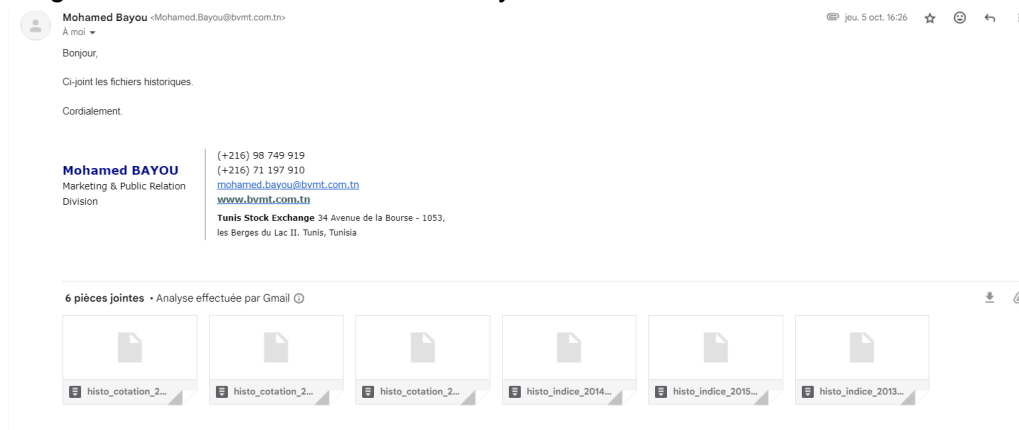 Mohamed Bayou <Mohamed.Bayou@bvmt.com.tn>
jeu. 5 oct. 16:26
À moi
Bonjour,
Ci-joint les fichiers historiques.
Cordialement.
Mohamed BAYOU
Marketing & Public Relation
Division
(+216) 98 749 919
(+216) 71 197 910
mohamed.bayou@bvmt.com.tn
www.bvmt.com.tn
Tunis Stock Exchange 34 Avenue de la Bourse - 1053,
les Berges du Lac II. Tunis, Tunisia
6 pièces jointes • Analyse effectuée par Gmail
histo_cotation_2...
histo_cotation_2...
histo_cotation_2...
histo_indice_2014...
histo_indice_2015...
histo_indice_2013...